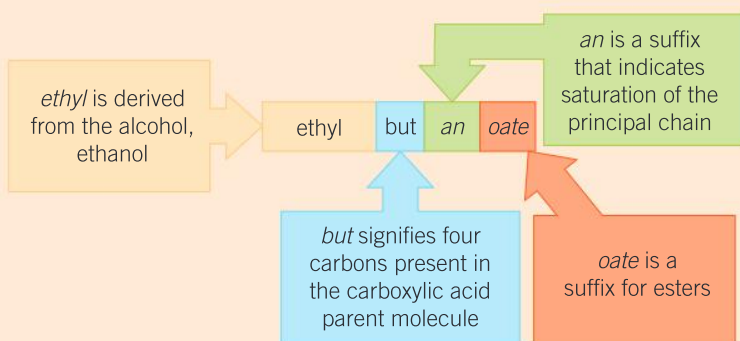 an is a suffix
that indicates
saturation of the
principal chain
ethyl is derived
from the alcohol,
ethanol
ethyl but an oate
but signifies four
carbons present in
the carboxylic acid
parent molecule
oate is a
suffix for esters